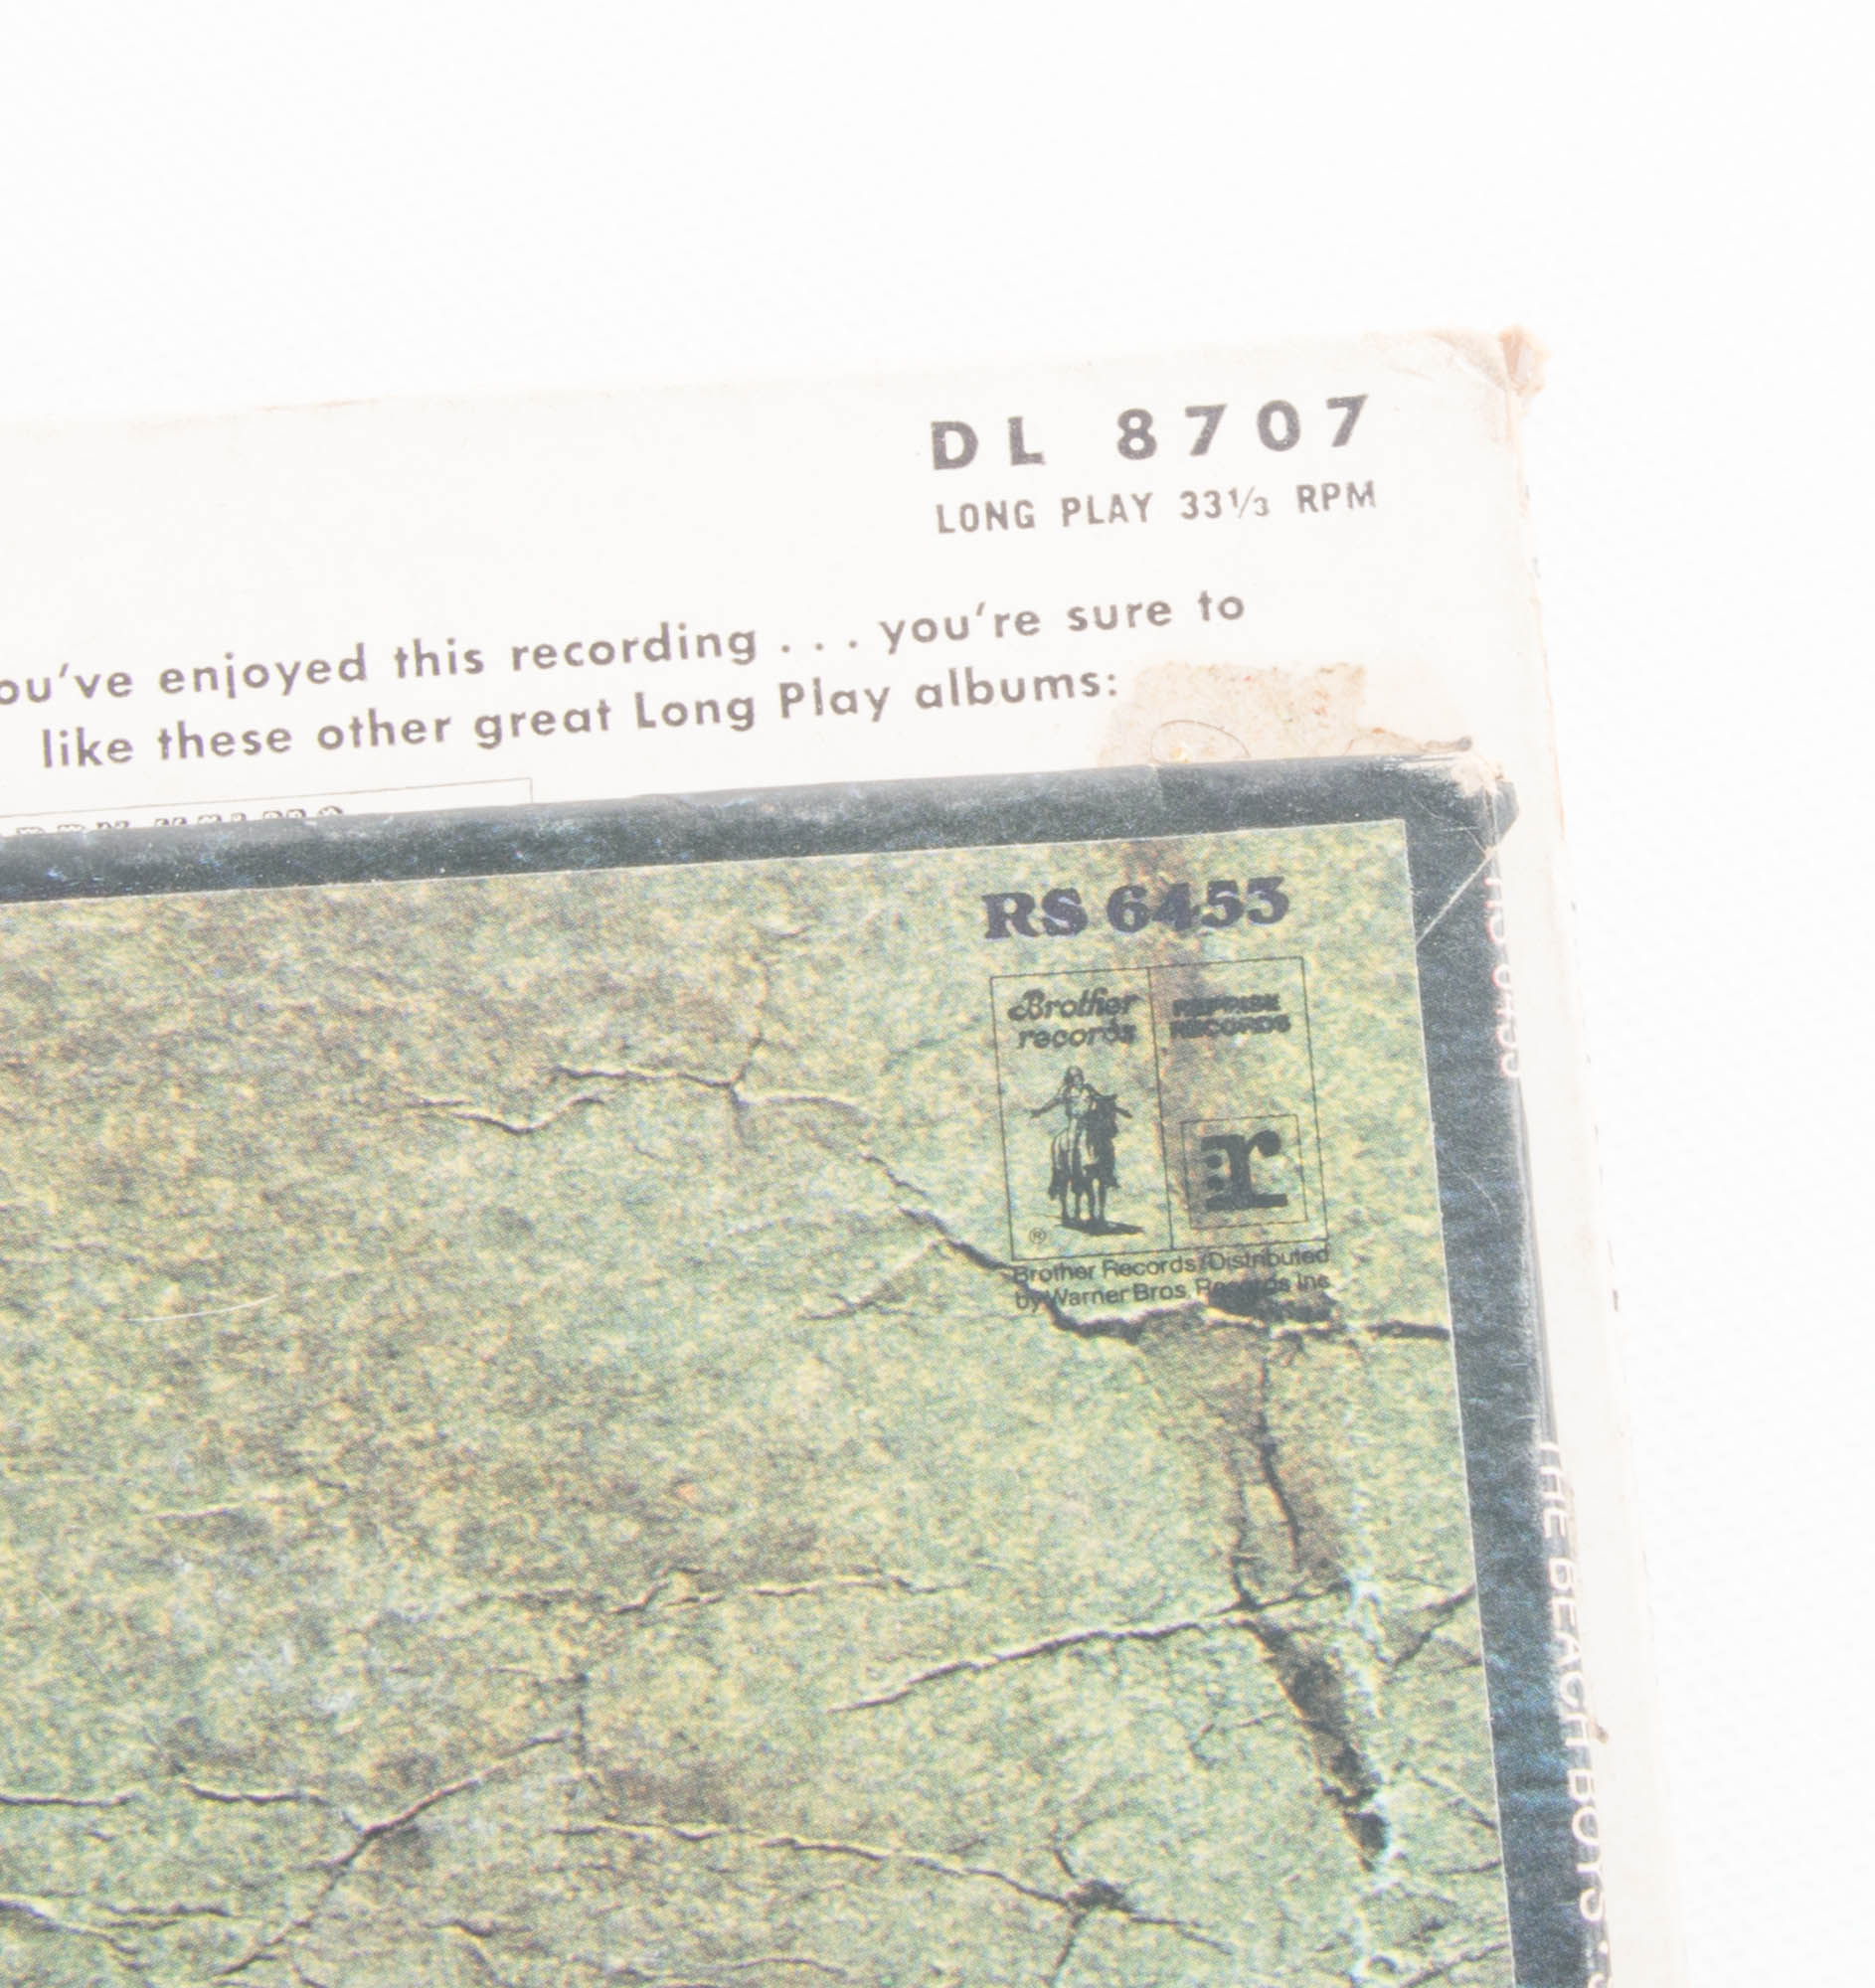 DL 8707
LONG PLAY 33⅓ RPM
ou've enjoyed this recording . . . you're sure to
like these other great Long Play albums:
RS 6453
Brother
records
REPRISE
RECORDS
r
®
Brother Records/Distributed
by Warner Bros. Records Inc.
RS 6453
THE BEACH BOYS